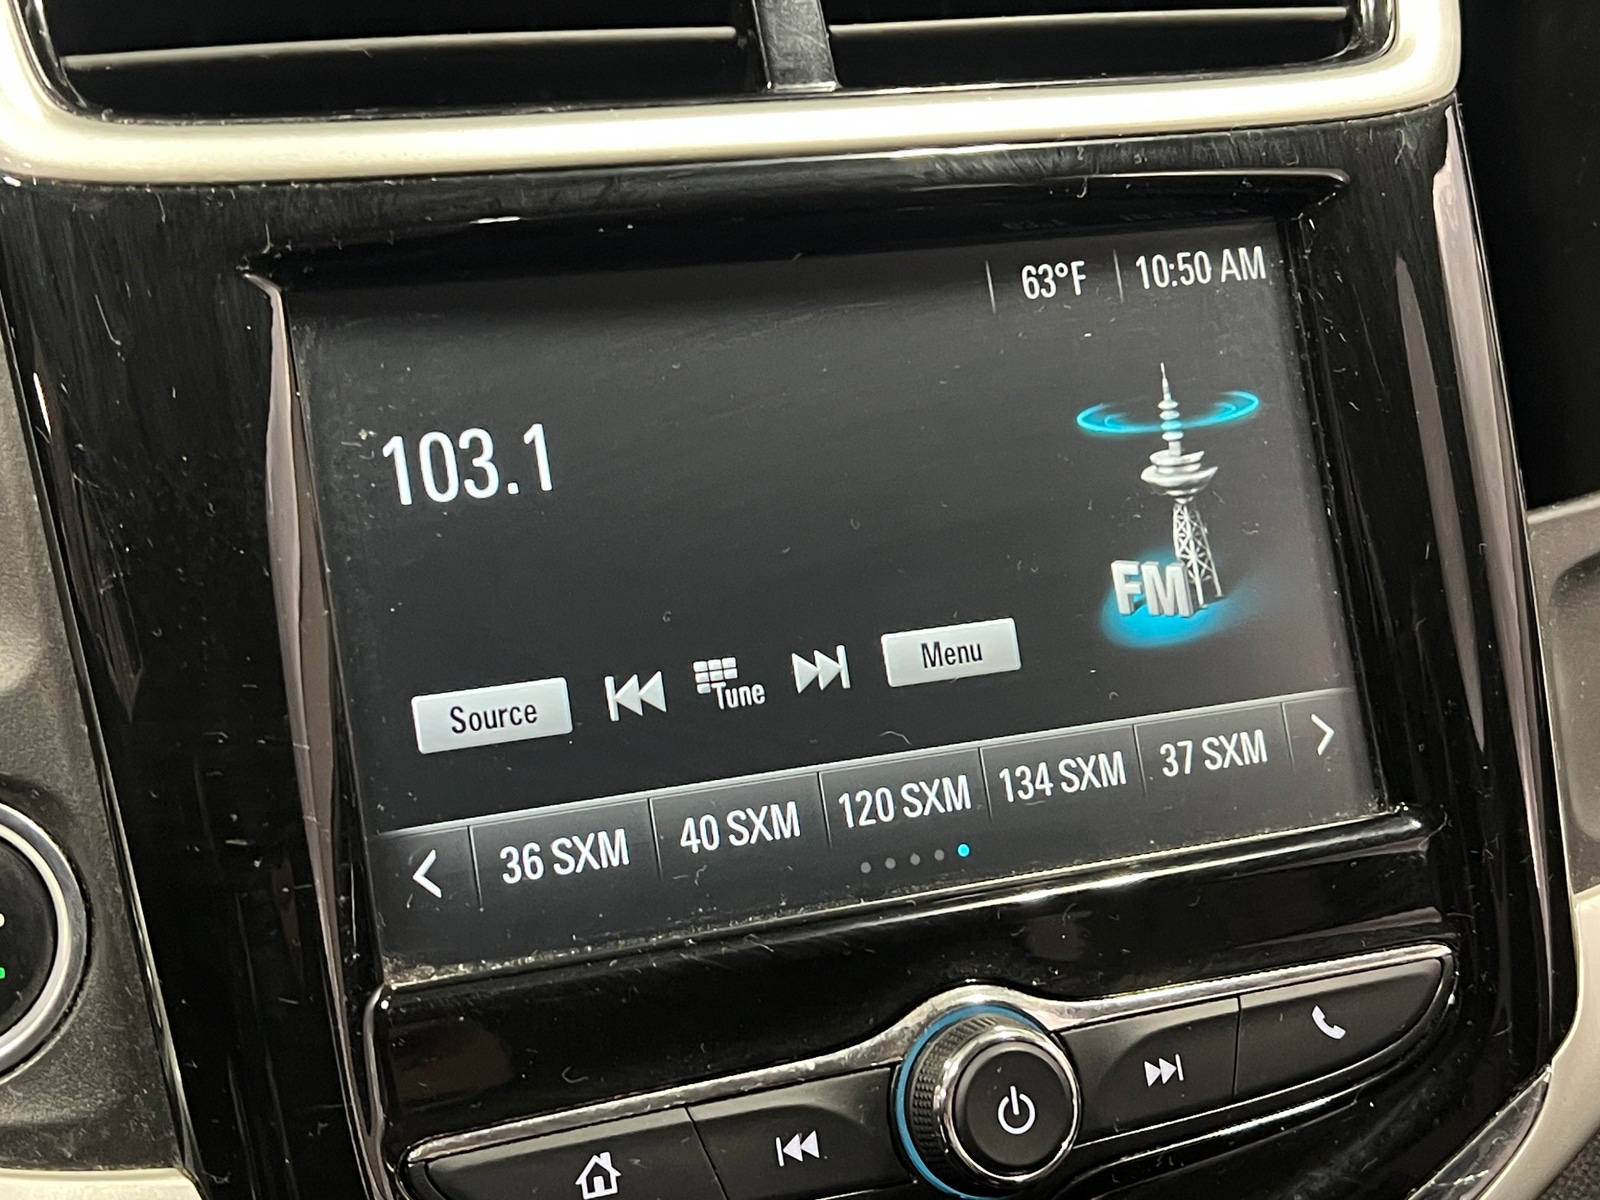 63°F 10:50 AM
103.1
FM
Source Tune Menu
36 SXM 40 SXM 120 SXM 134 SXM 37 SXM